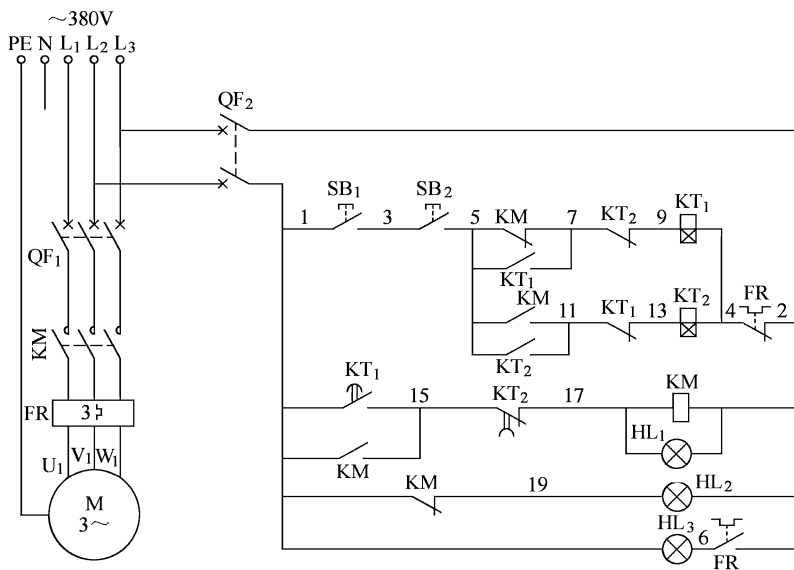 ～380V
PE N L₁ L₂ L₃
QF₂
SB₁ SB₂ KT₁
1 3 5 KM 7 KT₂ 9
QF₁
KT₁
KM KT₂ FR
11 KT₁ 13 4 2
KM
KT₂
KT₁ 15 KT₂ 17 KM
FR 3
HL₁
U₁ V₁ W₁
KM
KM 19 HL₂
M
3～
HL₃ 6
FR